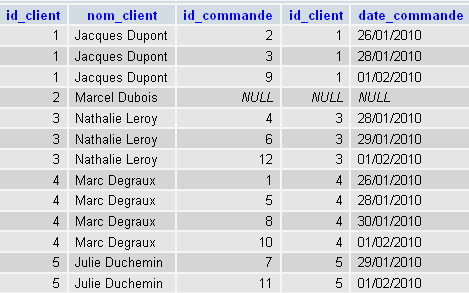 id_client nom_client id_commande id_client date_commande
1 Jacques Dupont 2 1 26/01/2010
1 Jacques Dupont 3 1 28/01/2010
1 Jacques Dupont 9 1 01/02/2010
2 Marcel Dubois NULL NULL NULL
3 Nathalie Leroy 4 3 28/01/2010
3 Nathalie Leroy 6 3 29/01/2010
3 Nathalie Leroy 12 3 01/02/2010
4 Marc Degraux 1 4 26/01/2010
4 Marc Degraux 5 4 28/01/2010
4 Marc Degraux 8 4 30/01/2010
4 Marc Degraux 10 4 01/02/2010
5 Julie Duchemin 7 5 29/01/2010
5 Julie Duchemin 11 5 01/02/2010